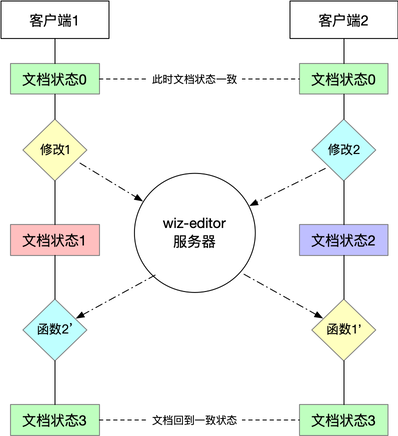 客户端1
客户端2
文档状态0
此时文档状态一致
文档状态0
修改1
修改2
wiz-editor
服务器
文档状态1
文档状态2
函数2’
函数1'
文档状态3
文档回到一致状态
文档状态3